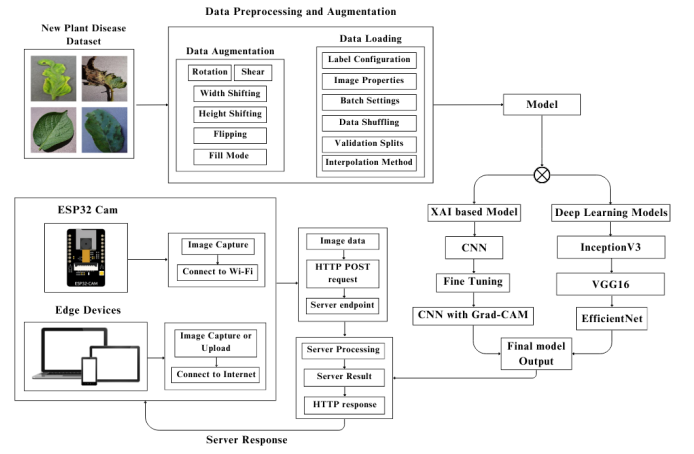 Data Preprocessing and Augmentation
New Plant Disease
Dataset
Data Augmentation
Rotation
Shear
Width Shifting
Height Shifting
Flipping
Fill Mode
Data Loading
Label Configuration
Image Properties
Batch Settings
Data Shuffling
Validation Splits
Interpolation Method
Model
XAI based Model
CNN
Fine Tuning
CNN with Grad-CAM
Deep Learning Models
InceptionV3
VGG16
EfficientNet
Final model
Output
ESP32 Cam
ESP32-CAM
Image Capture
Connect to Wi-Fi
Edge Devices
Image Capture or
Upload
Connect to Internet
Image data
HTTP POST
request
Server endpoint
Server Processing
Server Result
HTTP response
Server Response